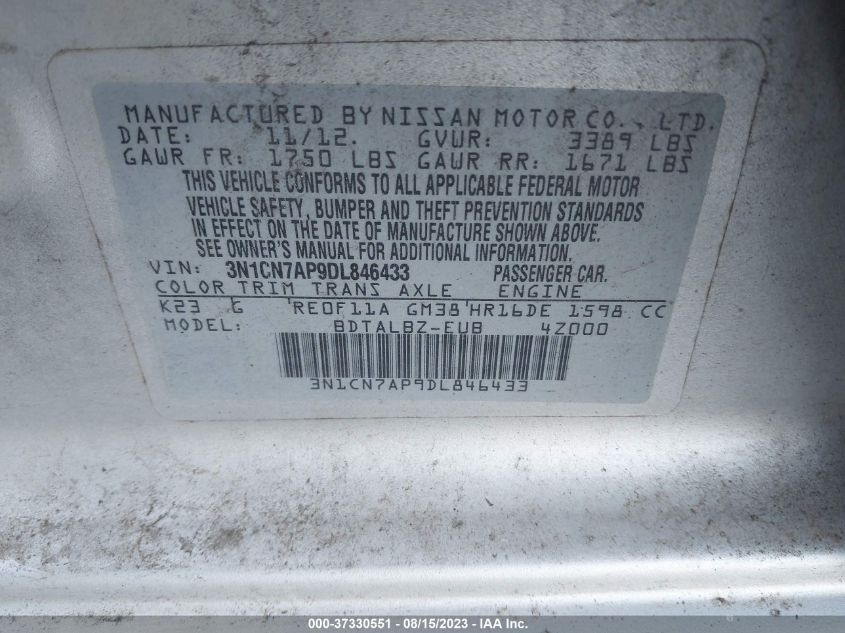 MANUFACTURED BY NISSAN MOTOR CO., LTD.
DATE: 11/12. GVWR: 3389 LBS
GAWR FR: 1750 LBS GAWR RR: 1671 LBS
THIS VEHICLE CONFORMS TO ALL APPLICABLE FEDERAL MOTOR
VEHICLE SAFETY, BUMPER AND THEFT PREVENTION STANDARDS
IN EFFECT ON THE DATE OF MANUFACTURE SHOWN ABOVE.
SEE OWNER'S MANUAL FOR ADDITIONAL INFORMATION.
VIN: 3N1CN7AP9DL846433 PASSENGER CAR.
COLOR TRIM TRANS AXLE ENGINE
K23 G 'RE0F11A GM38'HR16DE 1598 CC
MODEL: BDTALBZ-EUB 4Z000
3N1CN7AP9DL846433
000-37330551 - 08/15/2023 - © IAA, Inc.